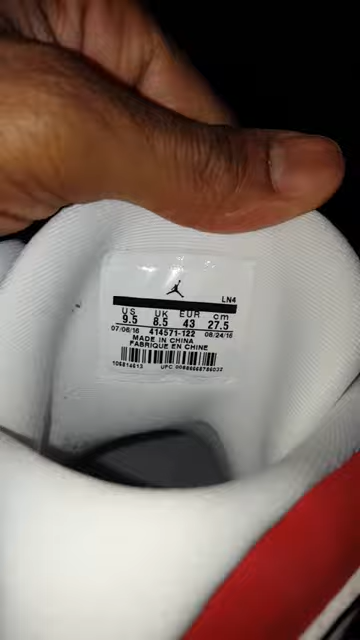 LN4
US UK EUR cm
9.5 8.5 43 27.5
07/06/16 414571-122 08/24/16
MADE IN CHINA
FABRIQUE EN CHINE
UPC